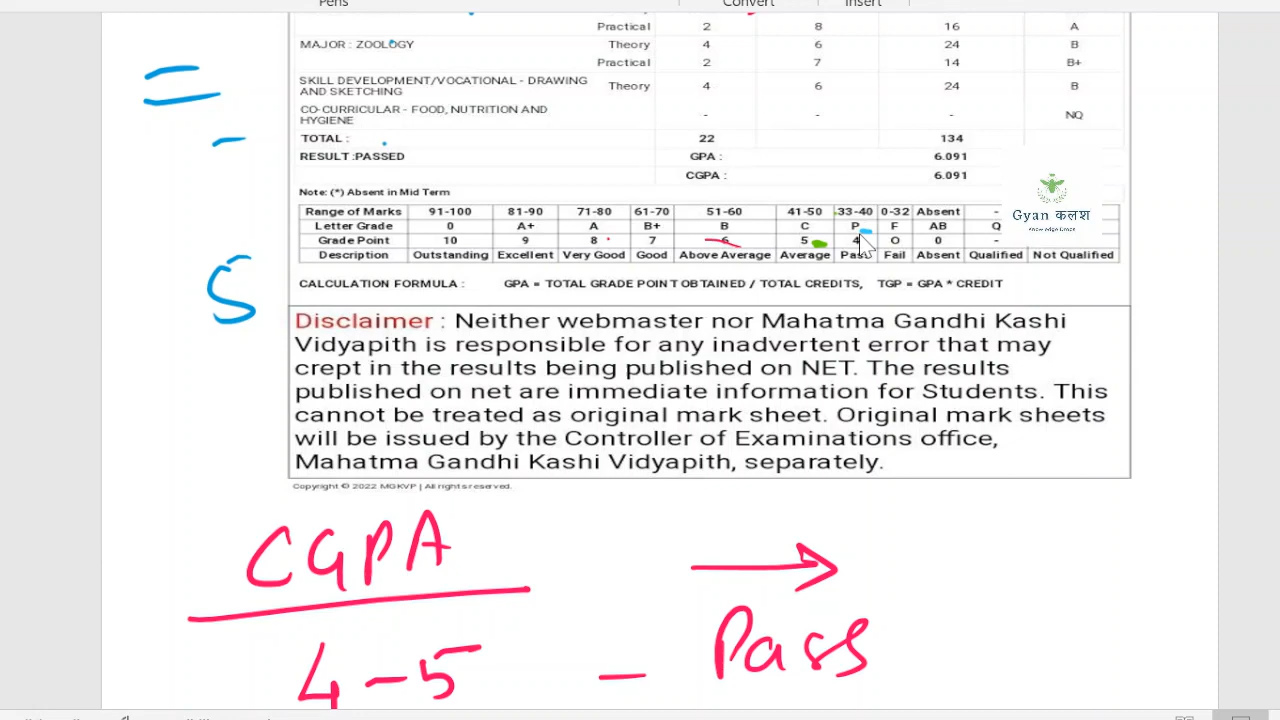 Pens Convert Insert
Practical 2 8 16 A
MAJOR : ZOOLOGY Theory 4 6 24 B
Practical 2 7 14 B+
SKILL DEVELOPMENT/VOCATIONAL - DRAWING AND SKETCHING Theory 4 6 24 B
CO-CURRICULAR - FOOD, NUTRITION AND HYGIENE - - - NQ
TOTAL : 22 134
RESULT :PASSED GPA : 6.091
CGPA : 6.091
Note: (*) Absent in Mid Term
Gyan कलश
Knowledge Drops
Range of Marks 91-100 81-90 71-80 61-70 51-60 41-50 33-40 0-32 Absent -
Letter Grade 0 A+ A B+ B C P F AB Q
Grade Point 10 9 8 7 6 5 4 O 0 -
Description Outstanding Excellent Very Good Good Above Average Average Pass Fail Absent Qualified Not Qualified
CALCULATION FORMULA : GPA = TOTAL GRADE POINT OBTAINED / TOTAL CREDITS, TGP = GPA * CREDIT
= - 5
Disclaimer : Neither webmaster nor Mahatma Gandhi Kashi
Vidyapith is responsible for any inadvertent error that may
crept in the results being published on NET. The results
published on net are immediate information for Students. This
cannot be treated as original mark sheet. Original mark sheets
will be issued by the Controller of Examinations office,
Mahatma Gandhi Kashi Vidyapith, separately.
Copyright © 2022 MGKVP | All rights reserved.
CGPA →
4-5 - Pass